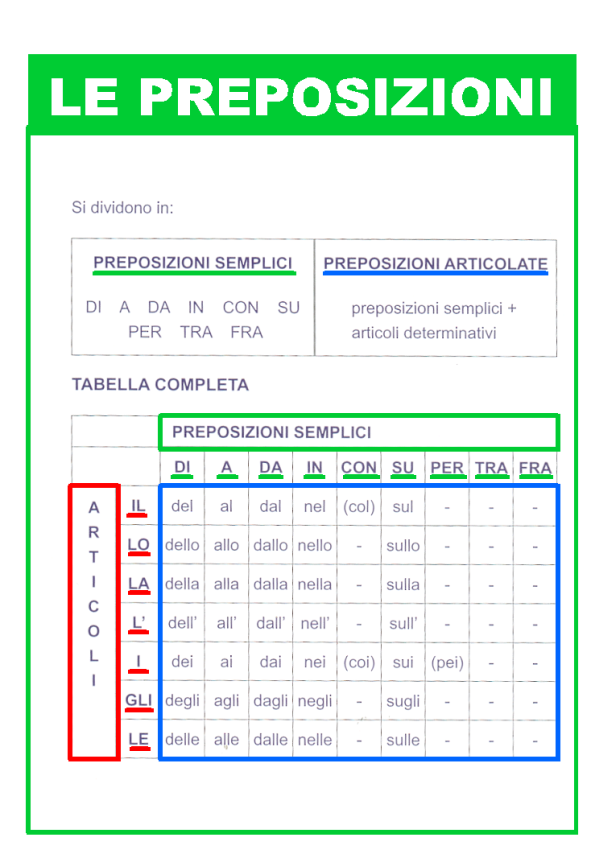 LE PREPOSIZIONI
Si dividono in:
PREPOSIZIONI SEMPLICI
DI A DA IN CON SU
PER TRA FRA
PREPOSIZIONI ARTICOLATE
preposizioni semplici +
articoli determinativi
TABELLA COMPLETA
PREPOSIZIONI SEMPLICI
DI A DA IN CON SU PER TRA FRA
ARTICOLI
IL del al dal nel (col) sul - - -
LO dello allo dallo nello - sullo - - -
LA della alla dalla nella - sulla - - -
L' dell' all' dall' nell' - sull' - - -
I dei ai dai nei (coi) sui (pei) - -
GLI degli agli dagli negli - sugli - - -
LE delle alle dalle nelle - sulle - - -